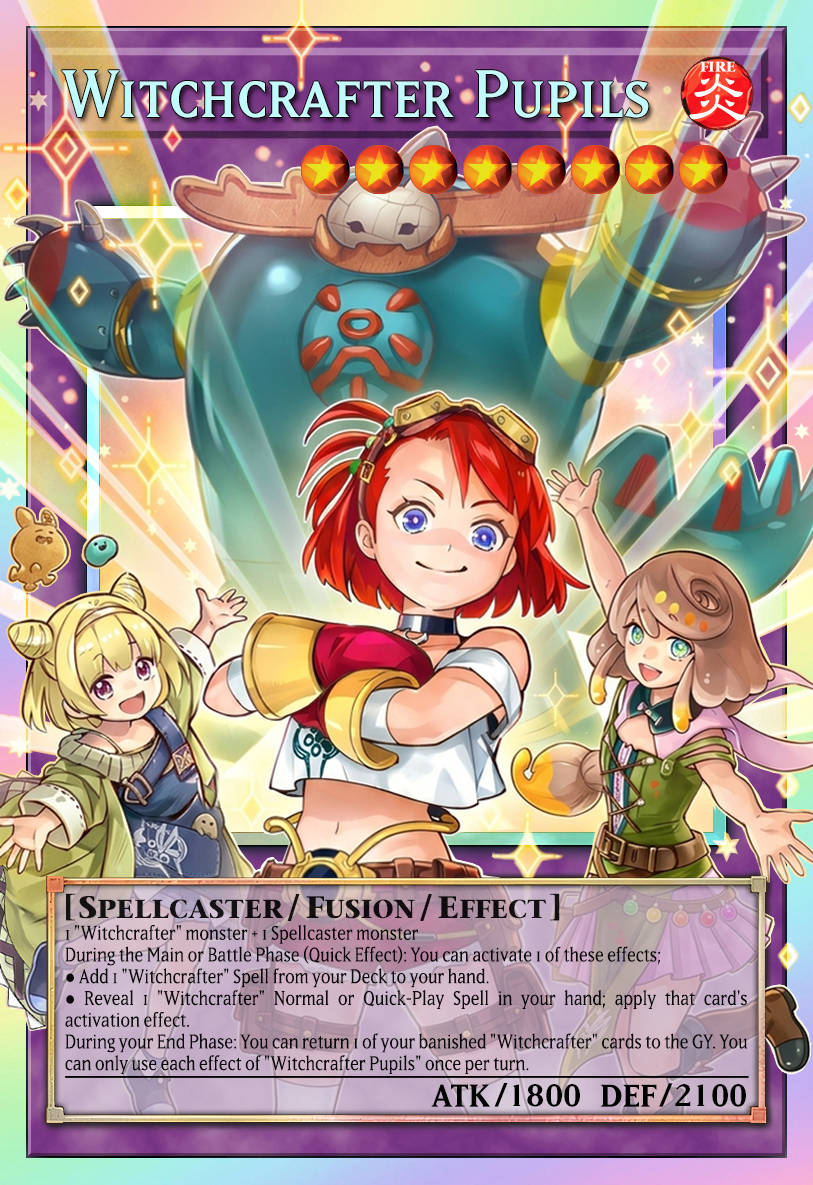 Witchcrafter Pupils
FIRE
炎
[Spellcaster/Fusion/Effect]
1 "Witchcrafter" monster + 1 Spellcaster monster
During the Main or Battle Phase (Quick Effect): You can activate 1 of these effects;
● Add 1 "Witchcrafter" Spell from your Deck to your hand.
● Reveal 1 "Witchcrafter" Normal or Quick-Play Spell in your hand; apply that card's
activation effect.
During your End Phase: You can return 1 of your banished "Witchcrafter" cards to the GY. You
can only use each effect of "Witchcrafter Pupils" once per turn.
ATK/1800 DEF/2100